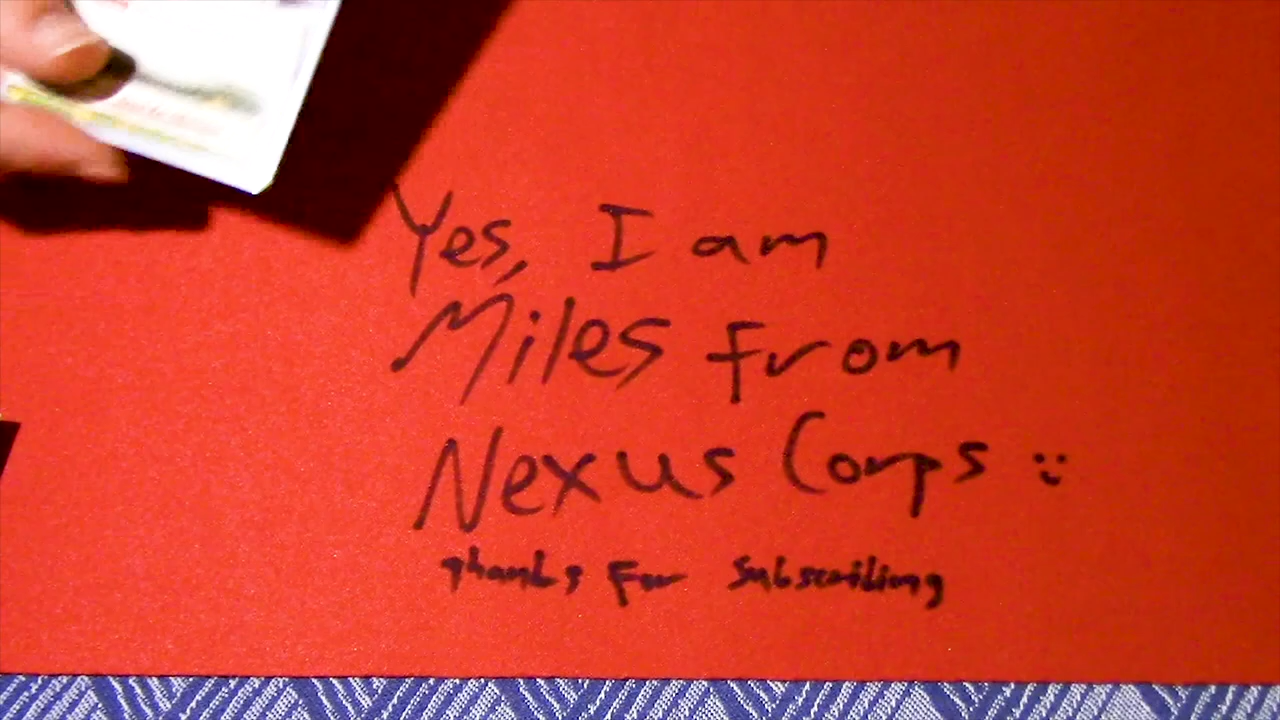 Yes, I am
Miles from
Nexus Corps :)
Thanks For Subscribing